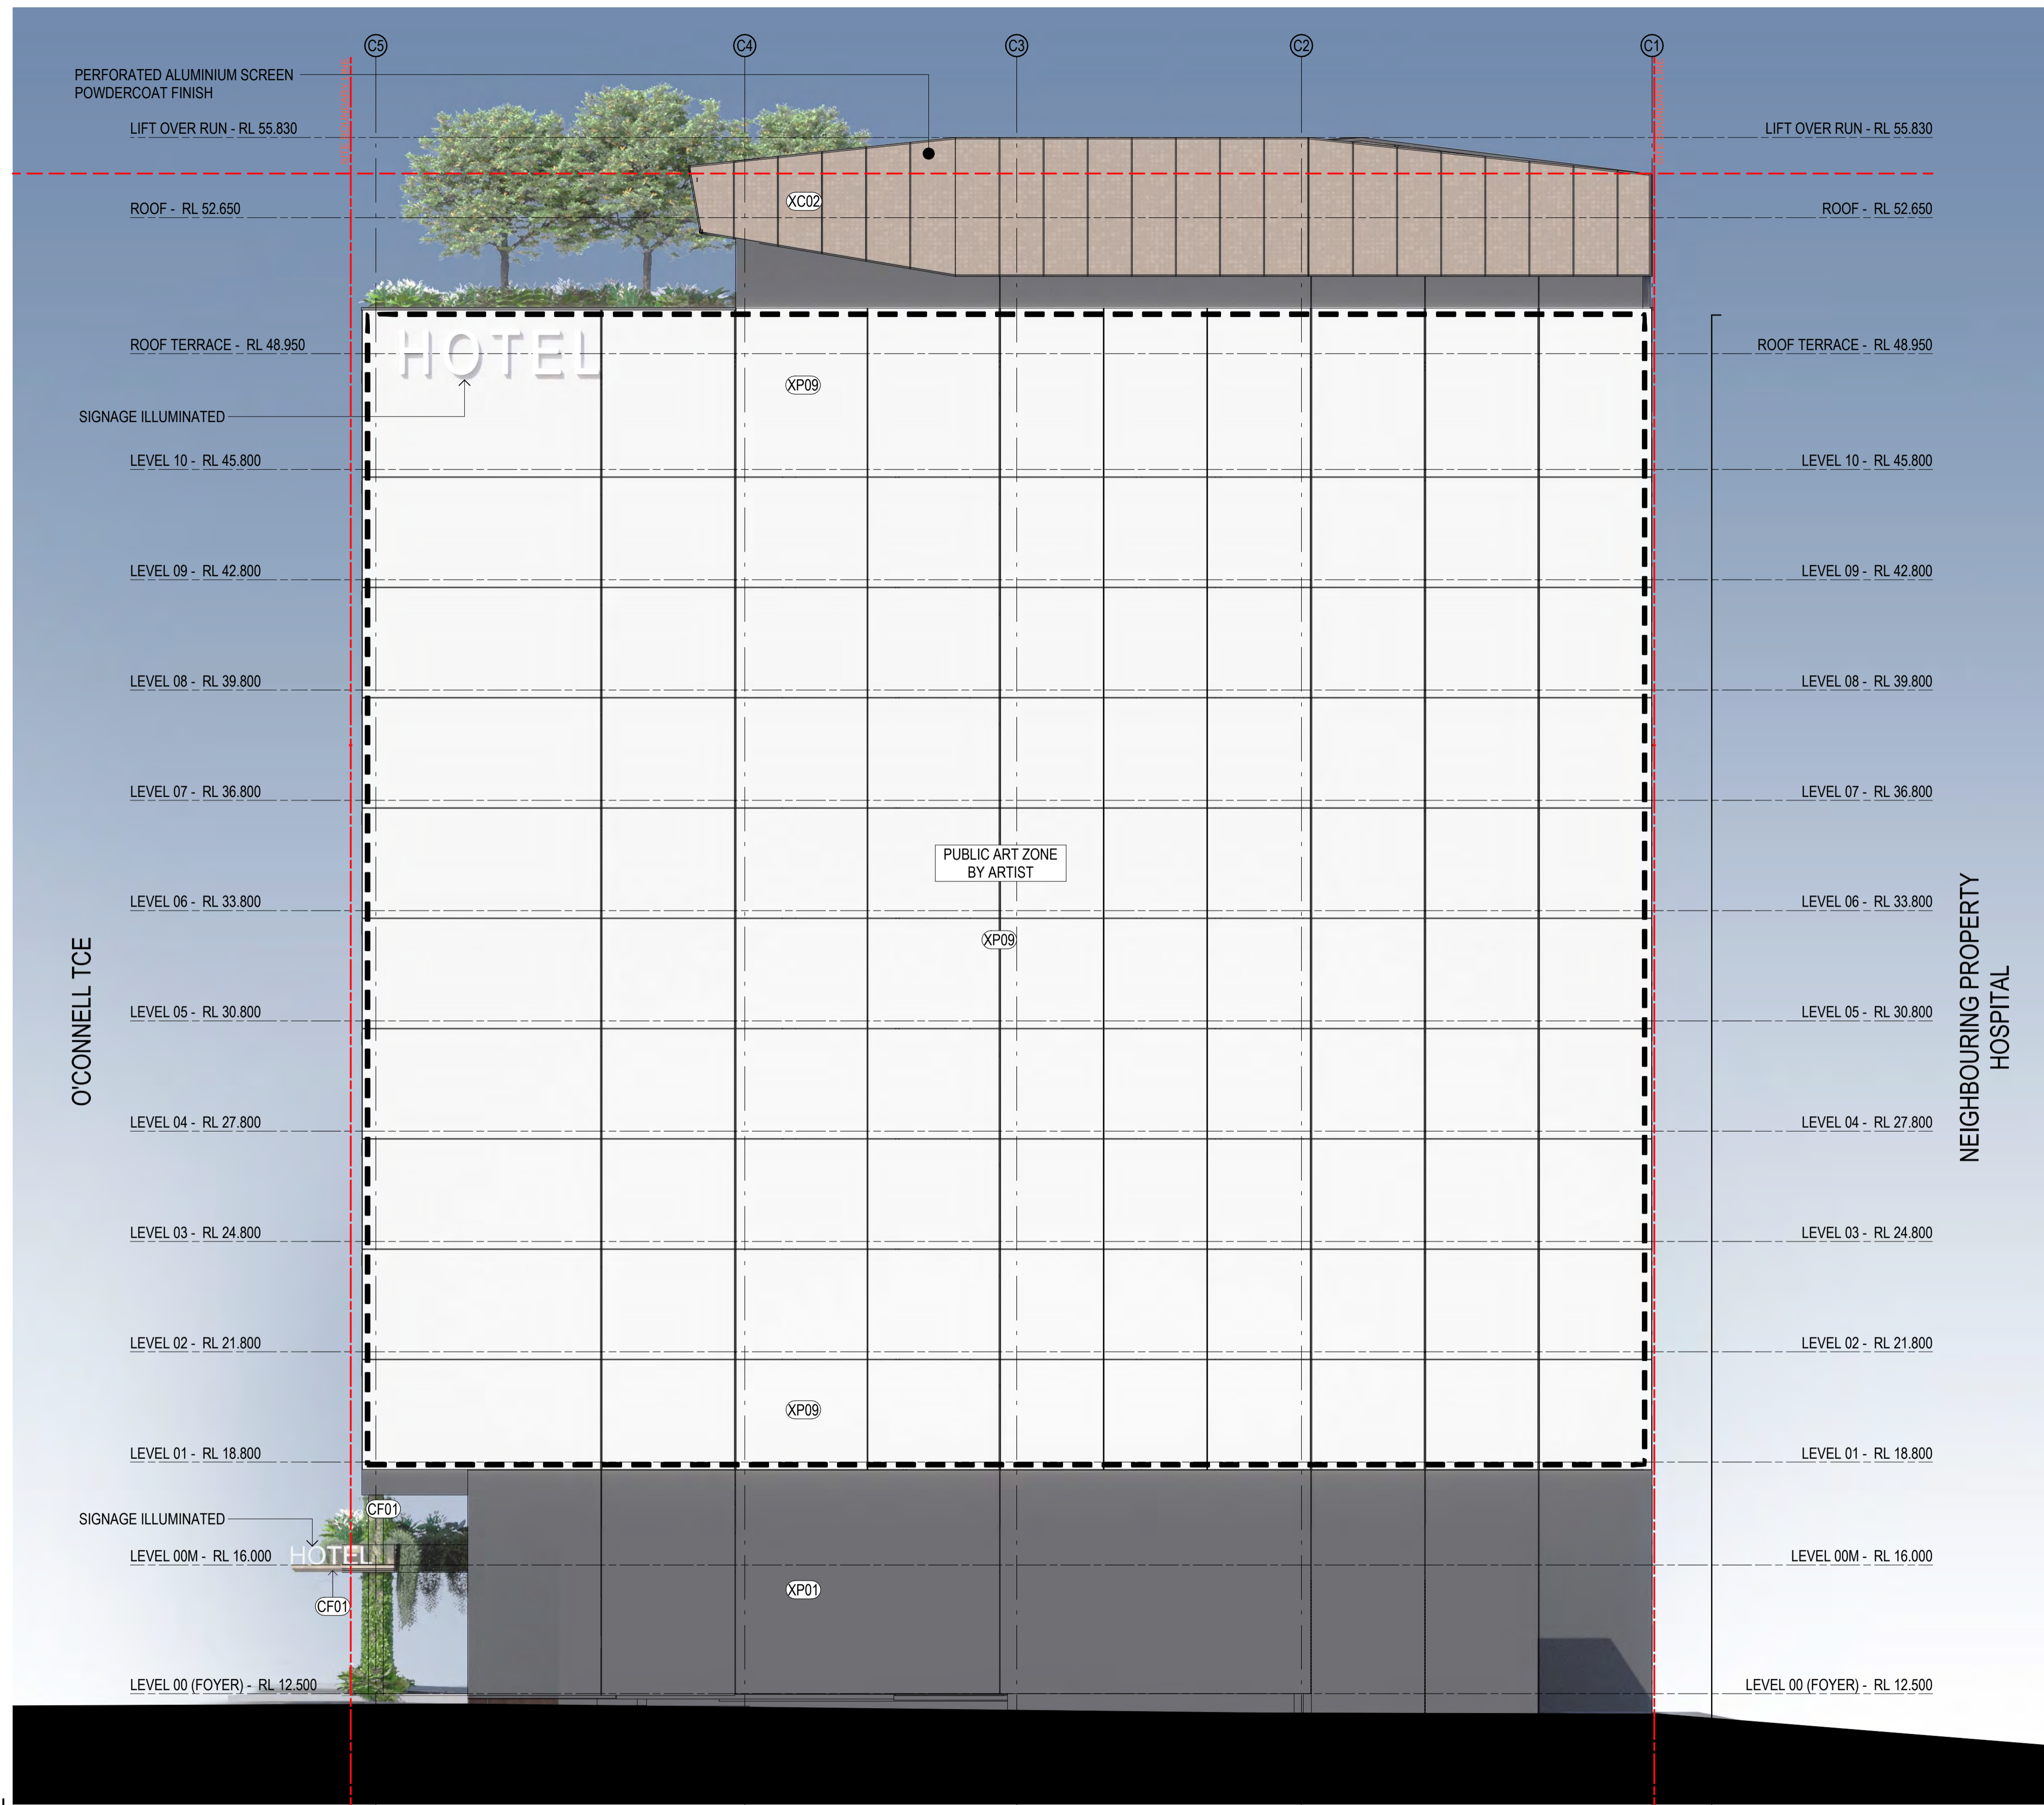 C5
C4
C3
C2
C1
PERFORATED ALUMINIUM SCREEN
POWDERCOAT FINISH
LIFT OVER RUN - RL 55.830
LIFT OVER RUN - RL 55.830
XC02
ROOF - RL 52.650
ROOF - RL 52.650
HOTEL
ROOF TERRACE - RL 48.950
ROOF TERRACE - RL 48.950
XP09
SIGNAGE ILLUMINATED
LEVEL 10 - RL 45.800
LEVEL 10 - RL 45.800
LEVEL 09 - RL 42.800
LEVEL 09 - RL 42.800
LEVEL 08 - RL 39.800
LEVEL 08 - RL 39.800
LEVEL 07 - RL 36.800
LEVEL 07 - RL 36.800
PUBLIC ART ZONE
BY ARTIST
LEVEL 06 - RL 33.800
LEVEL 06 - RL 33.800
XP09
O'CONNELL TCE
NEIGHBOURING PROPERTY
HOSPITAL
LEVEL 05 - RL 30.800
LEVEL 05 - RL 30.800
LEVEL 04 - RL 27.800
LEVEL 04 - RL 27.800
LEVEL 03 - RL 24.800
LEVEL 03 - RL 24.800
LEVEL 02 - RL 21.800
LEVEL 02 - RL 21.800
XP09
LEVEL 01 - RL 18.800
LEVEL 01 - RL 18.800
CF01
SIGNAGE ILLUMINATED
HOTEL
LEVEL 00M - RL 16.000
LEVEL 00M - RL 16.000
XP01
CF01
LEVEL 00 (FOYER) - RL 12.500
LEVEL 00 (FOYER) - RL 12.500